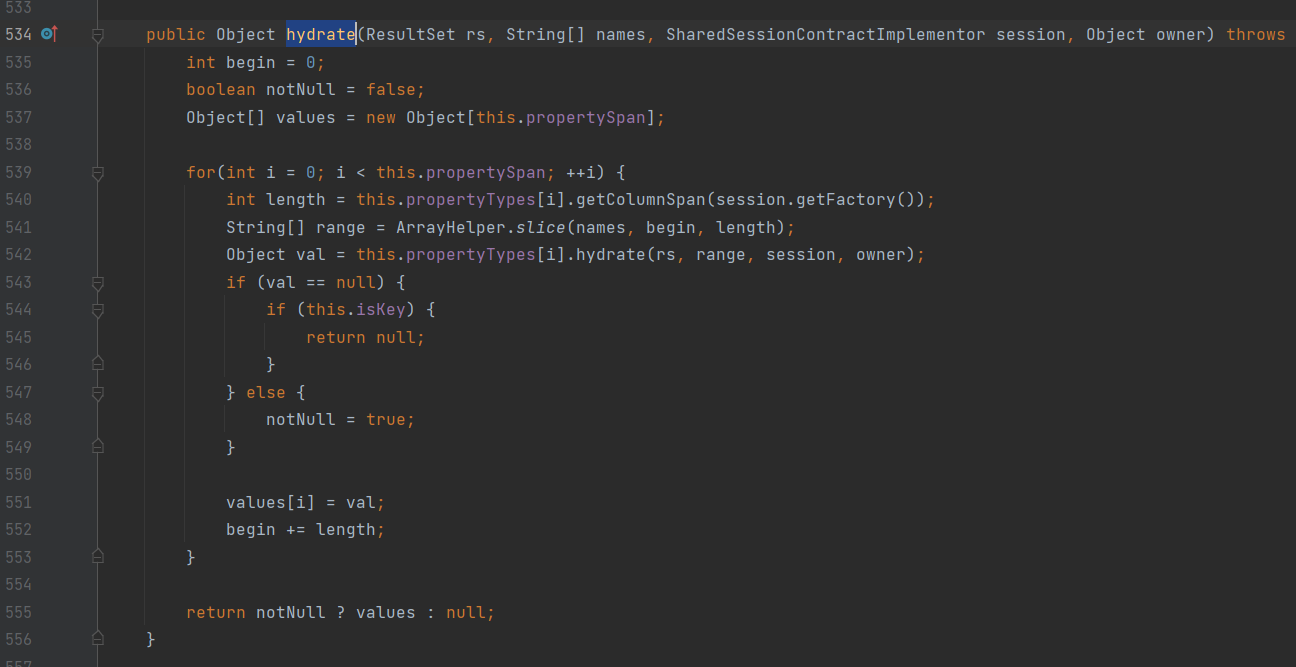 533
534 public Object hydrate(ResultSet rs, String[] names, SharedSessionContractImplementor session, Object owner) throws
535 int begin = 0;
536 boolean notNull = false;
537 Object[] values = new Object[this.propertySpan];
538
539 for(int i = 0; i < this.propertySpan; ++i) {
540 int length = this.propertyTypes[i].getColumnSpan(session.getFactory());
541 String[] range = ArrayHelper.slice(names, begin, length);
542 Object val = this.propertyTypes[i].hydrate(rs, range, session, owner);
543 if (val == null) {
544 if (this.isKey) {
545 return null;
546 }
547 } else {
548 notNull = true;
549 }
550
551 values[i] = val;
552 begin += length;
553 }
554
555 return notNull ? values : null;
556 }
557